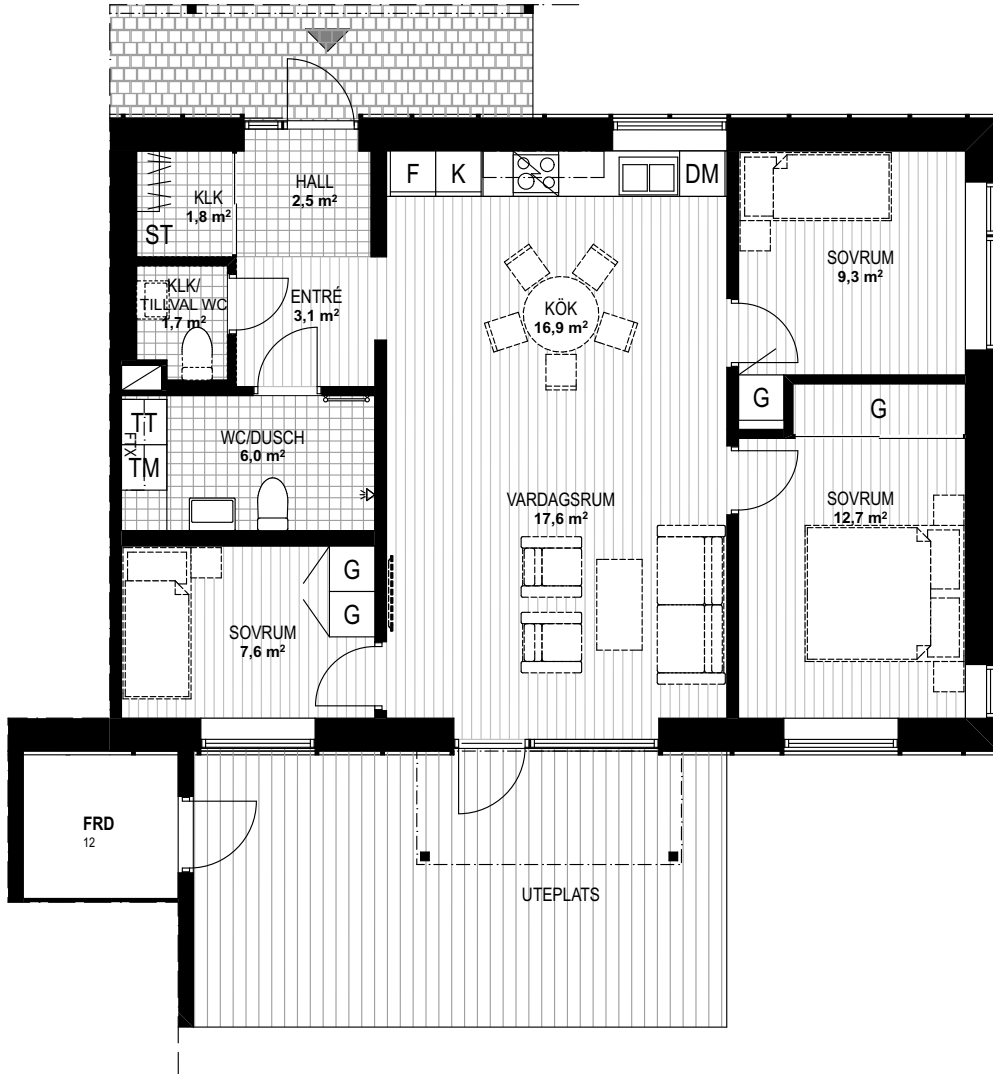 F
K
DM
KLK
1,8 m²
HALL
2,5 m²
ST
SOVRUM
9,3 m²
KLK/
TILLVAL WC
1,7 m²
ENTRÉ
3,1 m²
KÖK
16,9 m²
G
G
TT
FTX
TM
WC/DUSCH
6,0 m²
VARDAGSRUM
17,6 m²
SOVRUM
12,7 m²
G
G
SOVRUM
7,6 m²
FRD
12
UTEPLATS